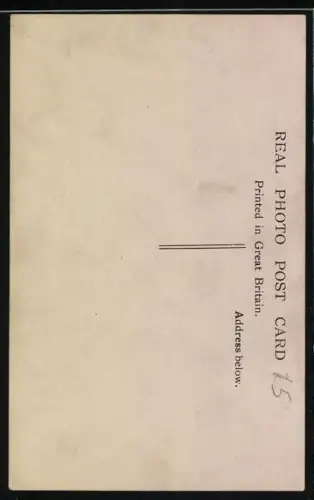 REAL PHOTO POST CARD
Printed in Great Britain.
Address below.
£5